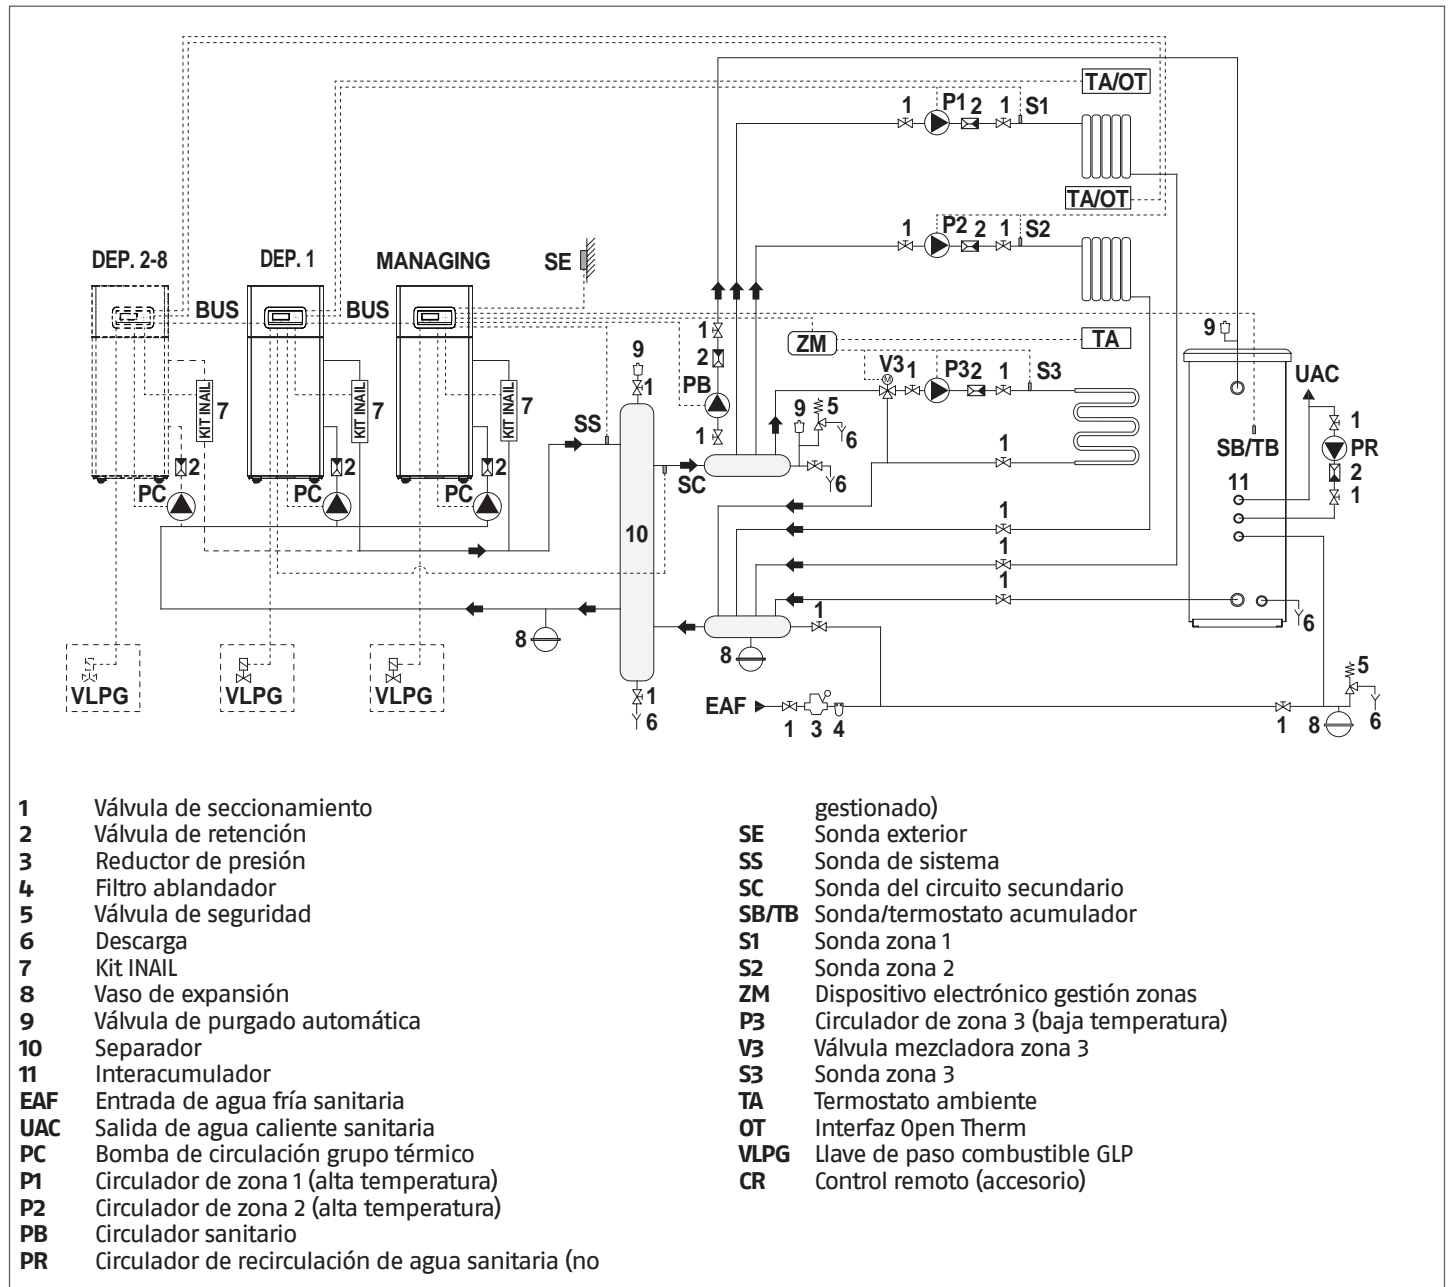 TA/OT
1 P1 2 1 S1
TA/OT
1 P2 2 1 S2
DEP. 2-8 DEP. 1 MANAGING SE
BUS BUS
1
ZM
TA
9
9
2
V3 1 P3 2 1 S3
UAC
1
PB
KIT INAIL 7 KIT INAIL 7 KIT INAIL 7
SS
9 5
1
1
6
1
SB/TB
PR
2 2 2
SC
6
11
2
PC PC PC
1
10
1
1
1
1
8
8
6
VLPG VLPG VLPG
1
6
EAF
1 3 4
5
1 8 6
1 Válvula de seccionamiento
2 Válvula de retención
3 Reductor de presión
4 Filtro ablandador
5 Válvula de seguridad
6 Descarga
7 Kit INAIL
8 Vaso de expansión
9 Válvula de purgado automática
10 Separador
11 Interacumulador
EAF Entrada de agua fría sanitaria
UAC Salida de agua caliente sanitaria
PC Bomba de circulación grupo térmico
P1 Circulador de zona 1 (alta temperatura)
P2 Circulador de zona 2 (alta temperatura)
PB Circulador sanitario
PR Circulador de recirculación de agua sanitaria (no
gestionado)
SE Sonda exterior
SS Sonda de sistema
SC Sonda del circuito secundario
SB/TB Sonda/termostato acumulador
S1 Sonda zona 1
S2 Sonda zona 2
ZM Dispositivo electrónico gestión zonas
P3 Circulador de zona 3 (baja temperatura)
V3 Válvula mezcladora zona 3
S3 Sonda zona 3
TA Termostato ambiente
OT Interfaz Open Therm
VLPG Llave de paso combustible GLP
CR Control remoto (accesorio)